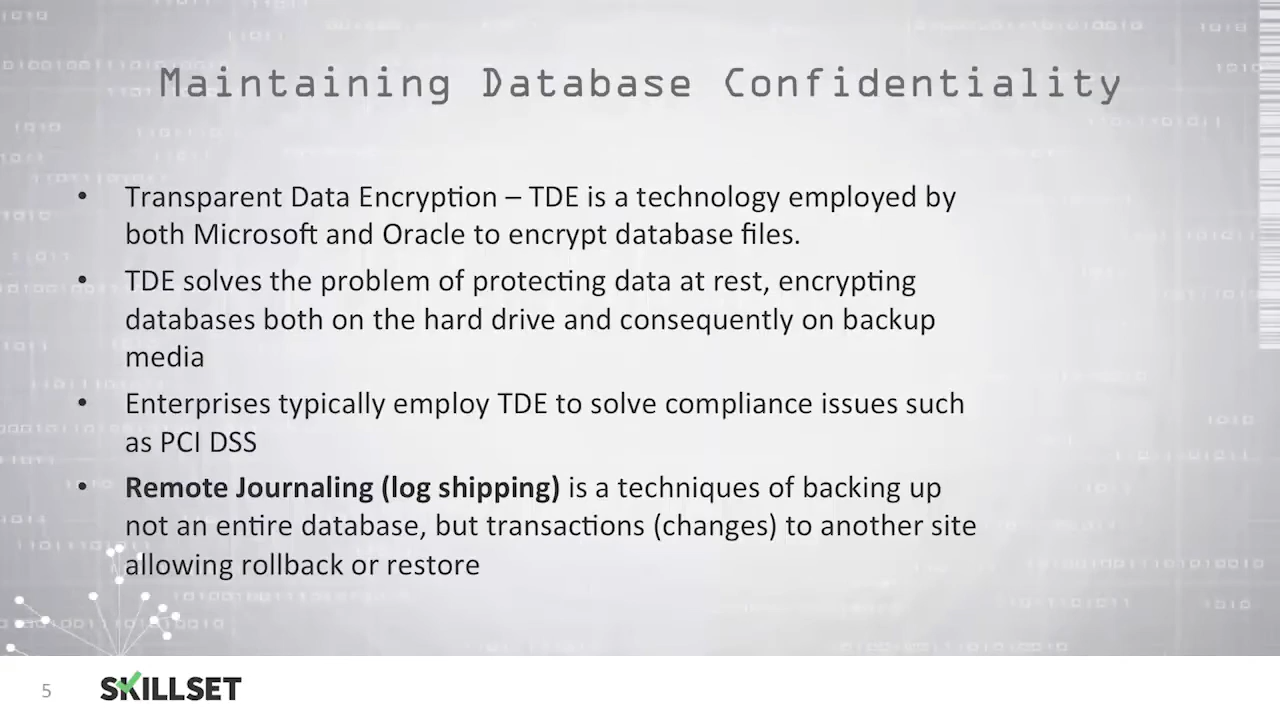 Maintaining Database Confidentiality
• Transparent Data Encryption – TDE is a technology employed by
both Microsoft and Oracle to encrypt database files.
• TDE solves the problem of protecting data at rest, encrypting
databases both on the hard drive and consequently on backup
media
• Enterprises typically employ TDE to solve compliance issues such
as PCI DSS
• Remote Journaling (log shipping) is a techniques of backing up
not an entire database, but transactions (changes) to another site
allowing rollback or restore
5 SKILLSET